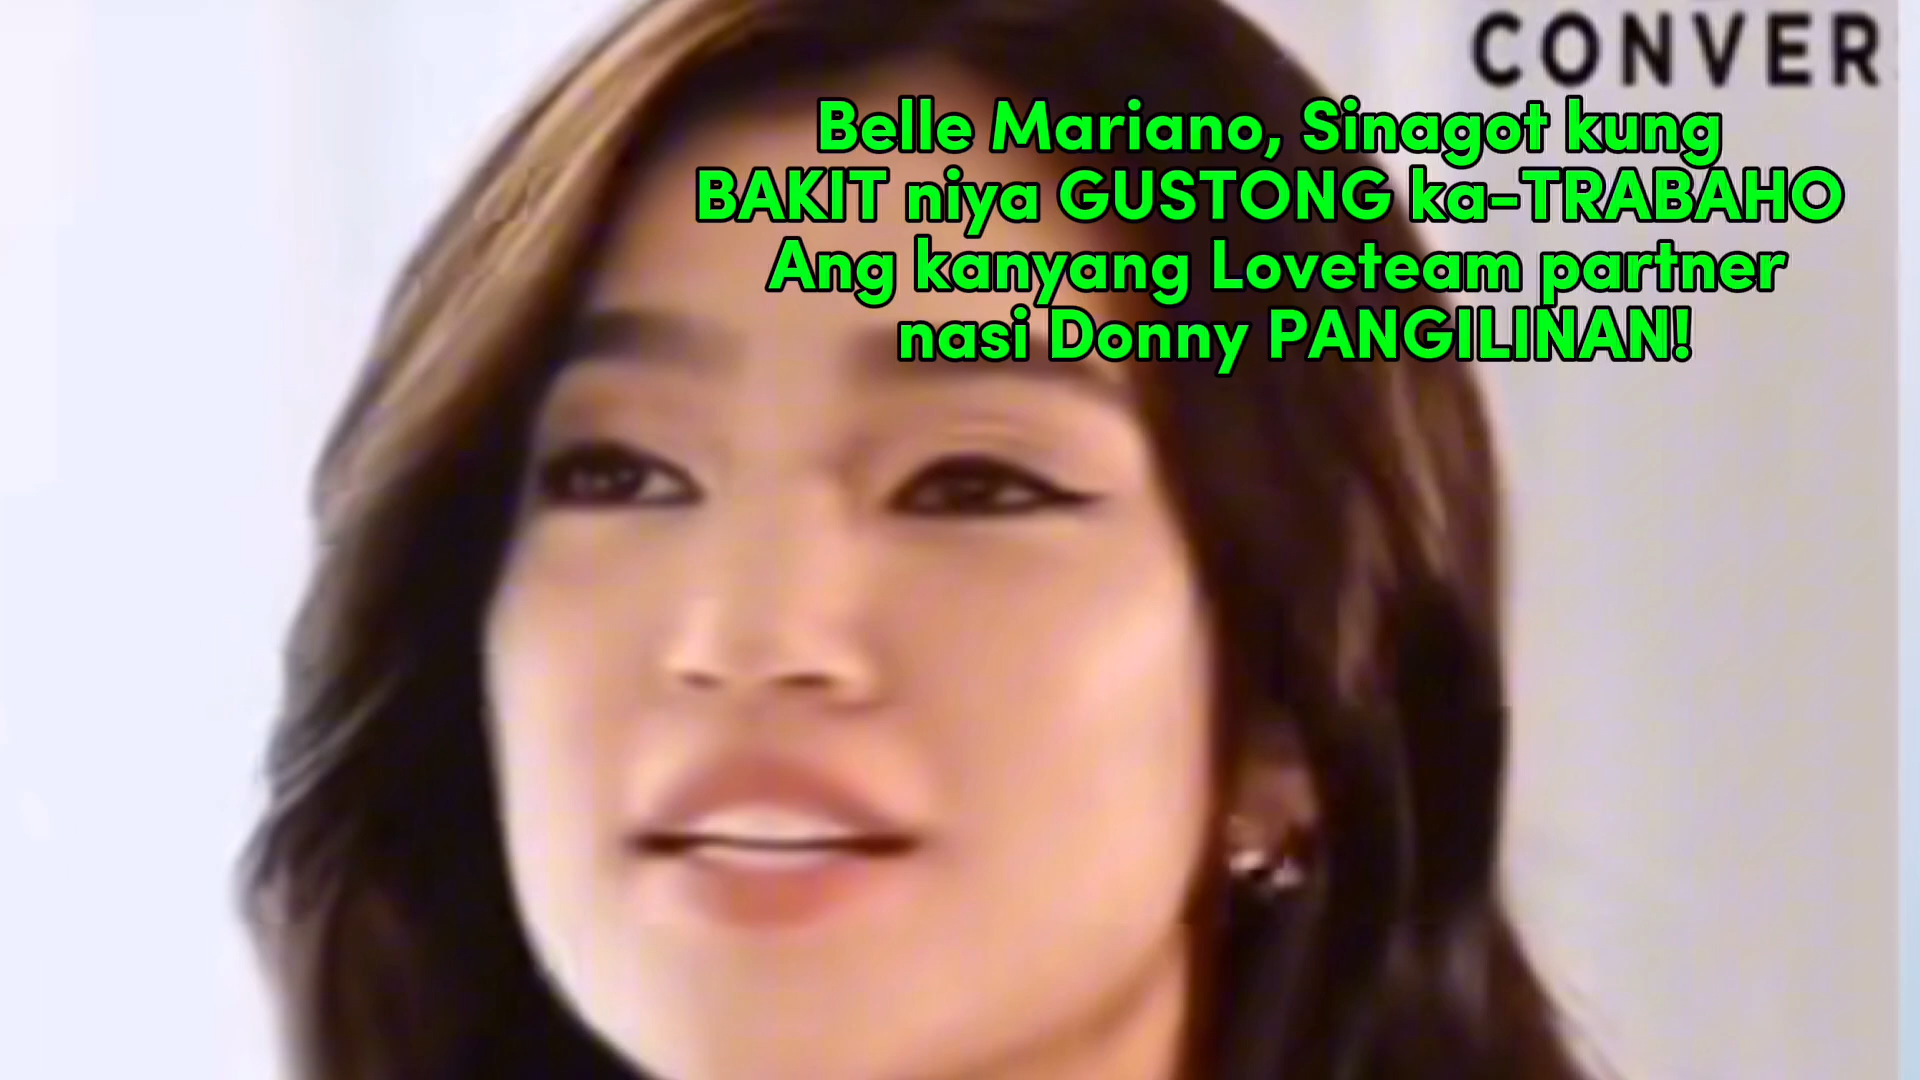 CONVER
Belle Mariano, Sinagot kung
BAKIT niya GUSTONG ka-TRABAHO
Ang kanyang Loveteam partner
nasi Donny PANGILINAN!